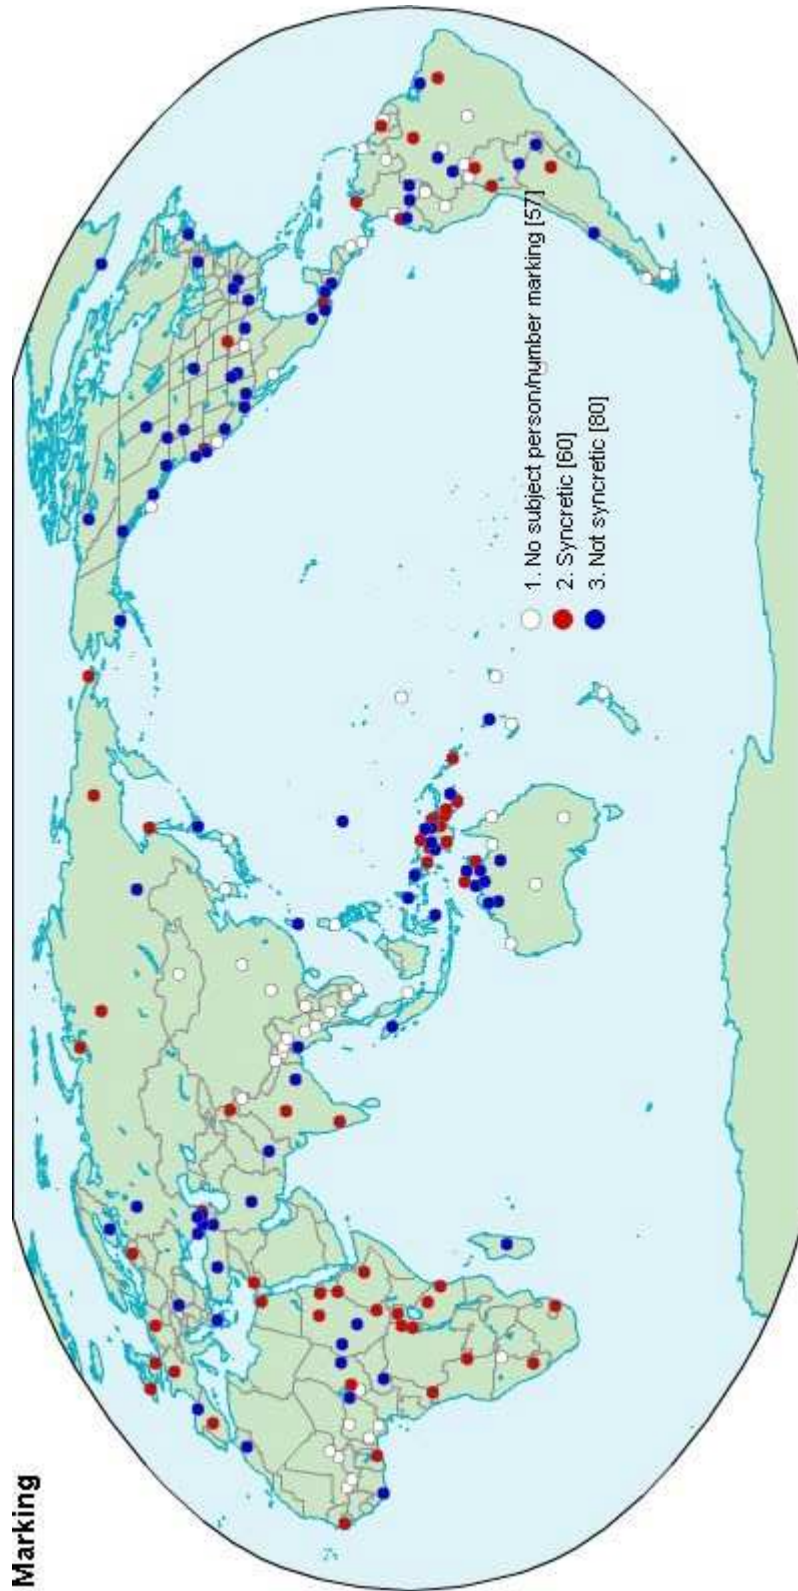 Marking
1. No subject person/number marking [57]
2. Syncretic [60]
3. Not syncretic [80]